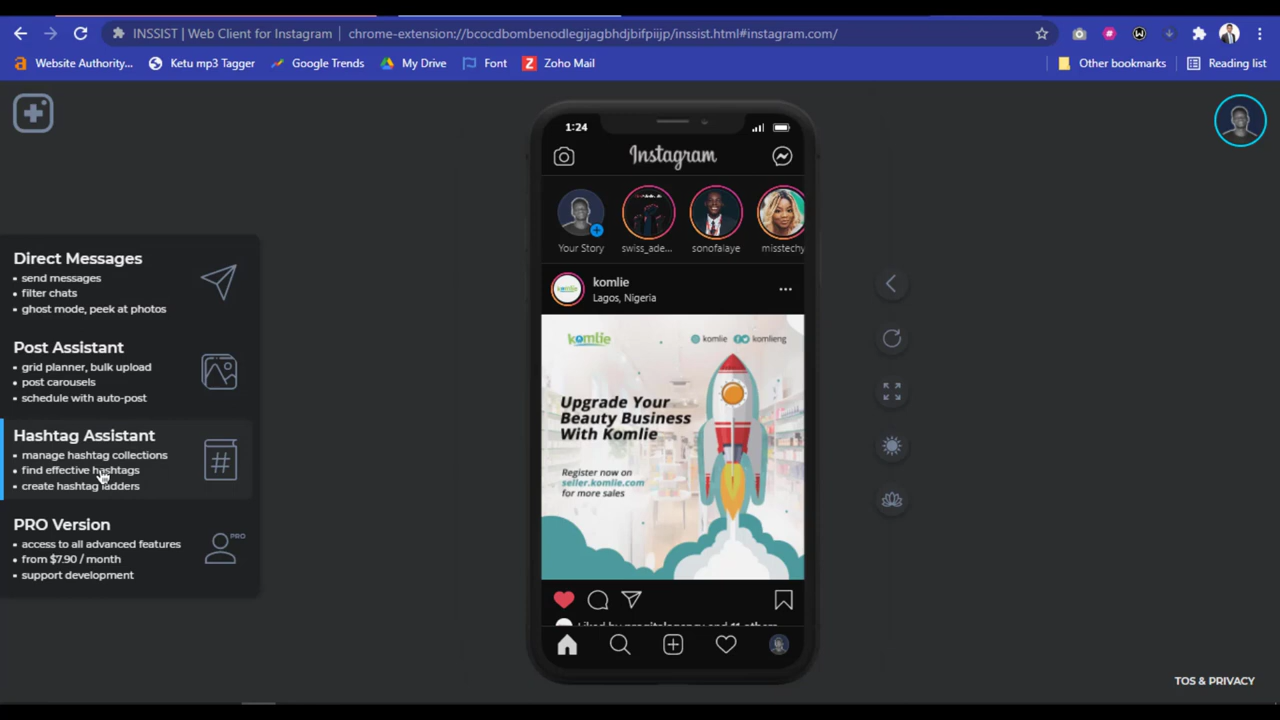 INSSIST | Web Client for Instagram
chrome-extension://bcocdbombenodlegijagbhdjbifpiijp/inssist.html#instagram.com/
Website Authority...
Ketu mp3 Tagger
Google Trends
My Drive
Font
Zoho Mail
Other bookmarks
Reading list
Direct Messages
• send messages
• filter chats
• ghost mode, peek at photos
Post Assistant
• grid planner, bulk upload
• post carousels
• schedule with auto-post
Hashtag Assistant
• manage hashtag collections
• find effective hashtags
• create hashtag ladders
PRO Version
• access to all advanced features
• from $7.90 / month
• support development
PRO
1:24
Instagram
Your Story
swiss_ade...
sonofalaye
misstechy
komlie
Lagos, Nigeria
komlie
komlie
komlieng
Upgrade Your
Beauty Business
With Komlie
Register now on
seller.komlie.com
for more sales
TOS & PRIVACY